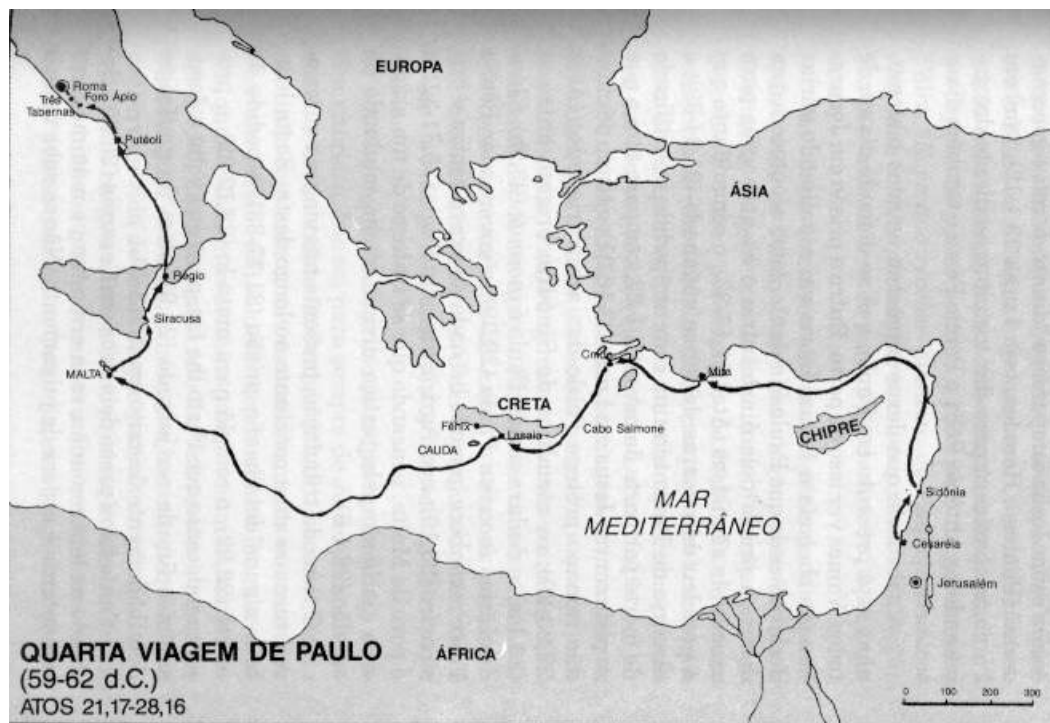 EUROPA
Roma
Três
Tabernas
Foro Ápio
Putéoli
ÁSIA
Régio
Siracusa
MALTA
Cnido
Mira
CRETA
Fênix
Lasaia
Cabo Salmone
CAUDA
CHIPRE
MAR
MEDITERRÂNEO
Sidônia
Cesaréia
Jerusalém
QUARTA VIAGEM DE PAULO
(59-62 d.C.)
ATOS 21,17-28,16
ÁFRICA
0 100 200 300